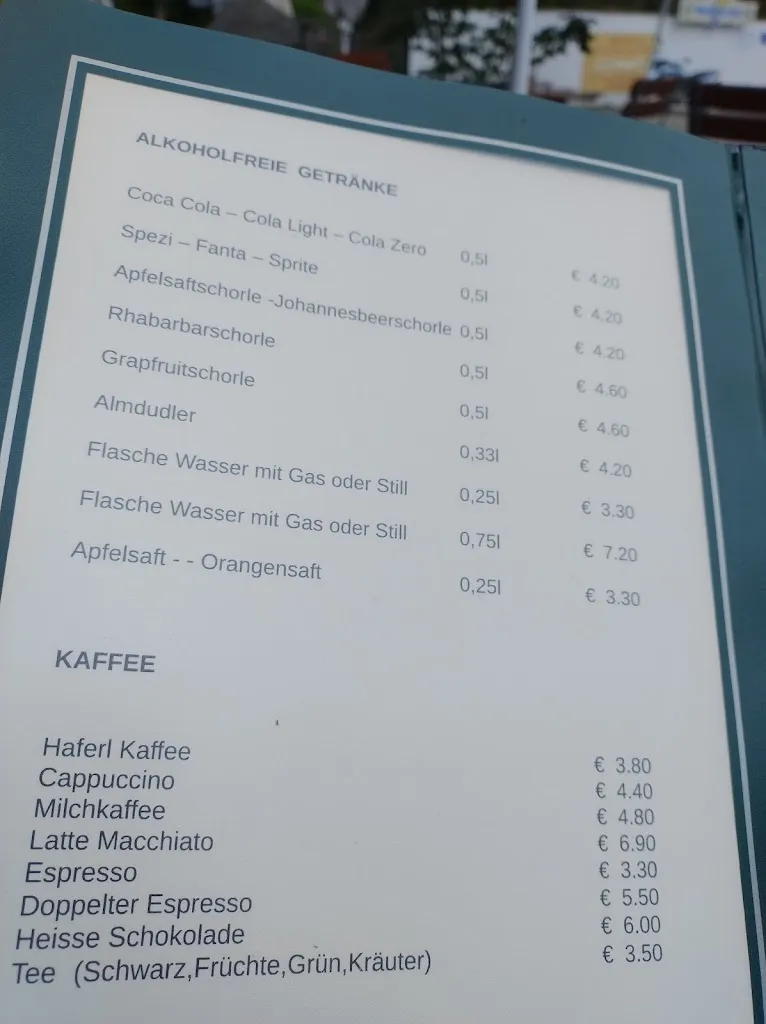 ALKOHOLFREIE GETRÄNKE
Coca Cola – Cola Light – Cola Zero 0,5l € 4.20
Spezi – Fanta – Sprite 0,5l € 4.20
Apfelsaftschorle -Johannesbeerschorle 0,5l € 4.20
Rhabarbarschorle 0,5l € 4.60
Grapfruitschorle 0,5l € 4.60
Almdudler 0,33l € 4.20
Flasche Wasser mit Gas oder Still 0,25l € 3.30
Flasche Wasser mit Gas oder Still 0,75l € 7.20
Apfelsaft - - Orangensaft 0,25l € 3.30
KAFFEE
Haferl Kaffee € 3.80
Cappuccino € 4.40
Milchkaffee € 4.80
Latte Macchiato € 6.90
Espresso € 3.30
Doppelter Espresso € 5.50
Heisse Schokolade € 6.00
Tee (Schwarz,Früchte,Grün,Kräuter) € 3.50